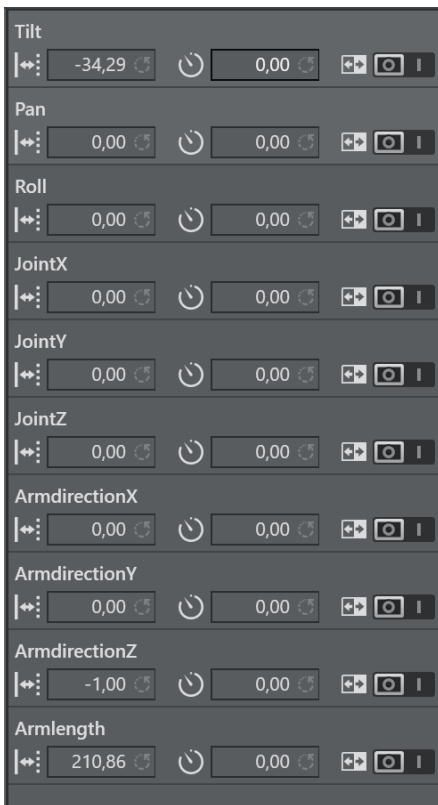 Tilt
-34,29 0,00
Pan
0,00 0,00
Roll
0,00 0,00
JointX
0,00 0,00
JointY
0,00 0,00
JointZ
0,00 0,00
ArmdirectionX
0,00 0,00
ArmdirectionY
0,00 0,00
ArmdirectionZ
-1,00 0,00
Armlength
210,86 0,00